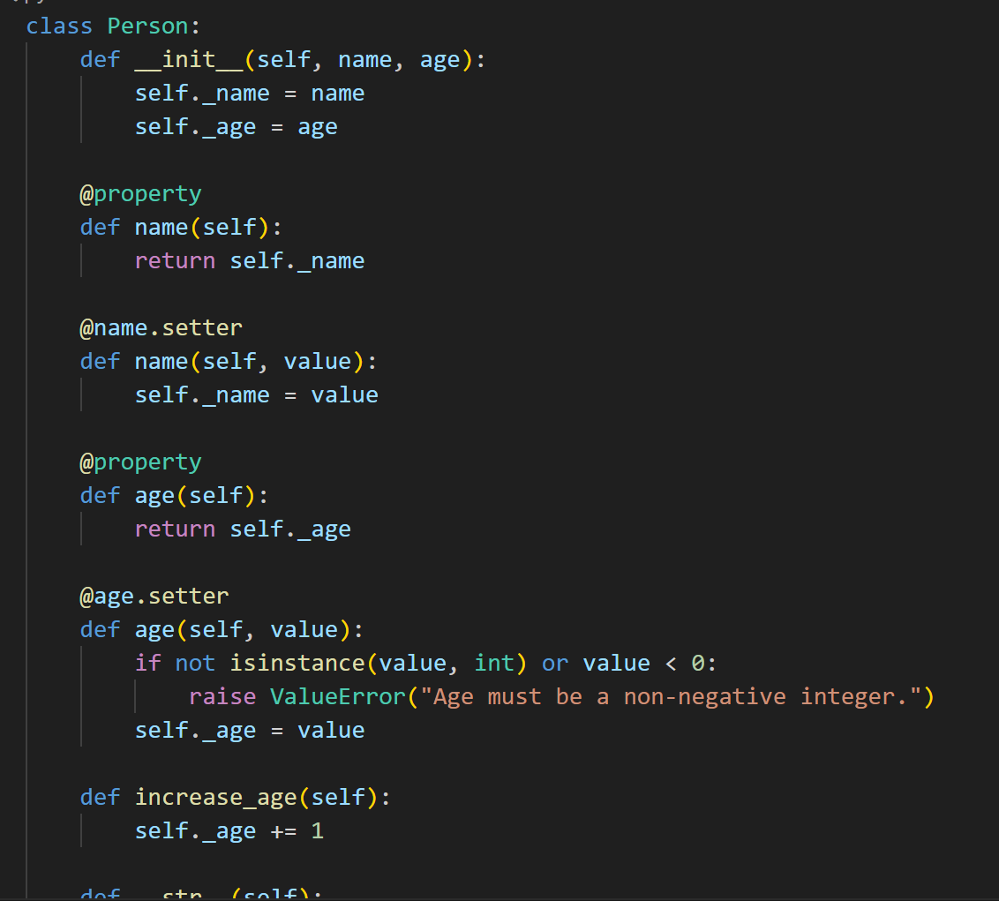 class Person:
    def __init__(self, name, age):
        self._name = name
        self._age = age

    @property
    def name(self):
        return self._name

    @name.setter
    def name(self, value):
        self._name = value

    @property
    def age(self):
        return self._age

    @age.setter
    def age(self, value):
        if not isinstance(value, int) or value < 0:
            raise ValueError("Age must be a non-negative integer.")
        self._age = value

    def increase_age(self):
        self._age += 1

    def __str__(self):